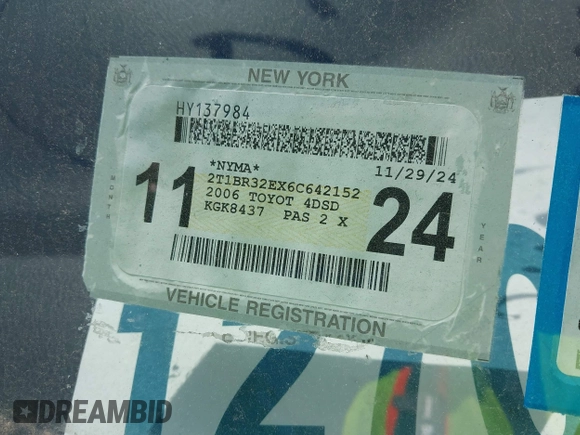 NEW YORK
HY137984
*NYMA* 11/29/24
11 2T1BR32EX6C642152 24
2006 TOYOT 4DSD
KGK8437 PAS 2 X
YEAR
VEHICLE REGISTRATION
DREAMBID